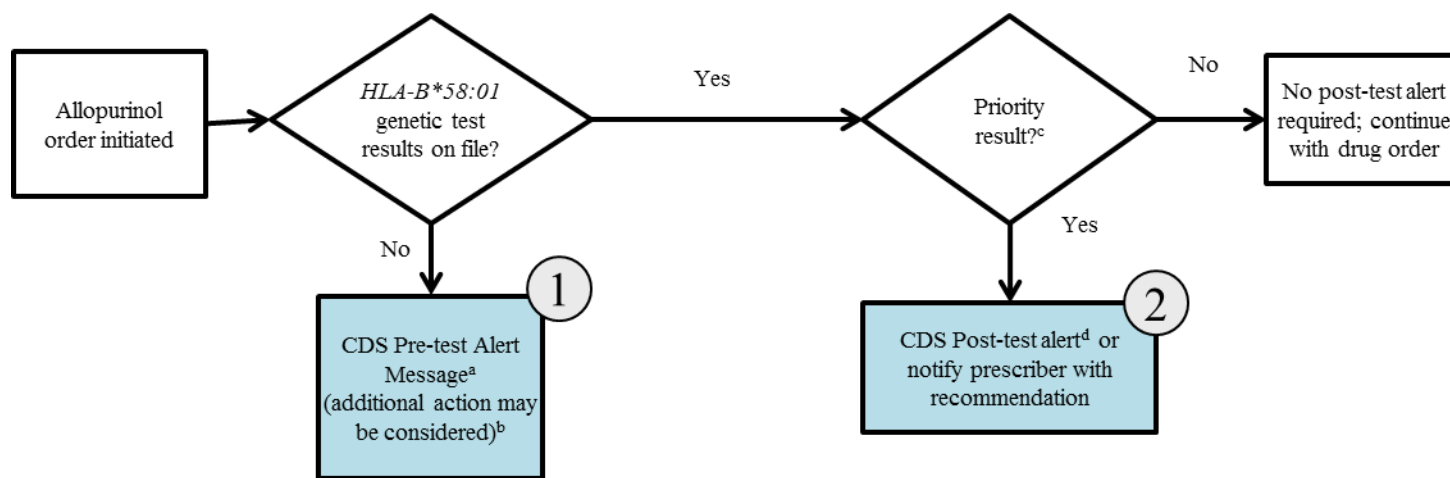 Allopurinol
order initiated
HLA-B*58:01
genetic test
results on file?
Yes
Priority
result?ᶜ
No
No post-test alert
required; continue
with drug order
No
1
CDS Pre-test Alert
Messageᵃ
(additional action may
be considered)ᵇ
Yes
2
CDS Post-test alertᵈ or
notify prescriber with
recommendation